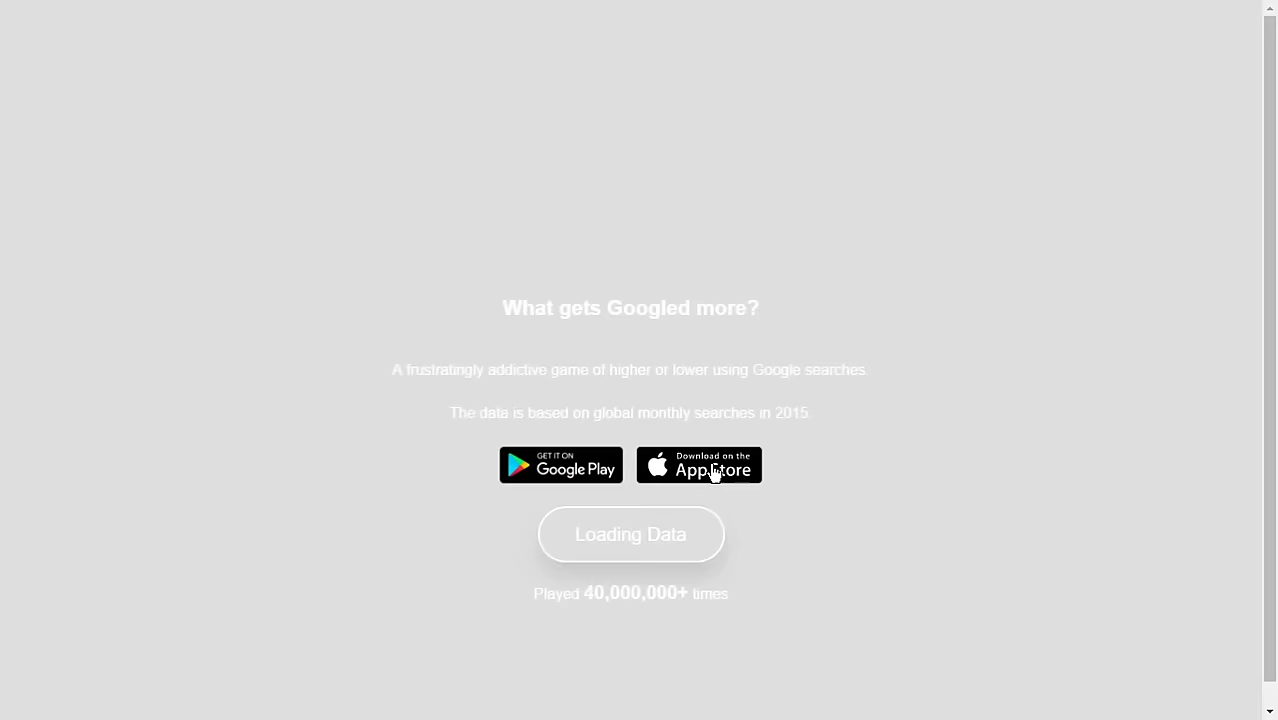 What gets Googled more?
A frustratingly addictive game of higher or lower using Google searches.
The data is based on global monthly searches in 2015.
GET IT ON
Google Play
Download on the
App Store
Loading Data
Played 40,000,000+ times